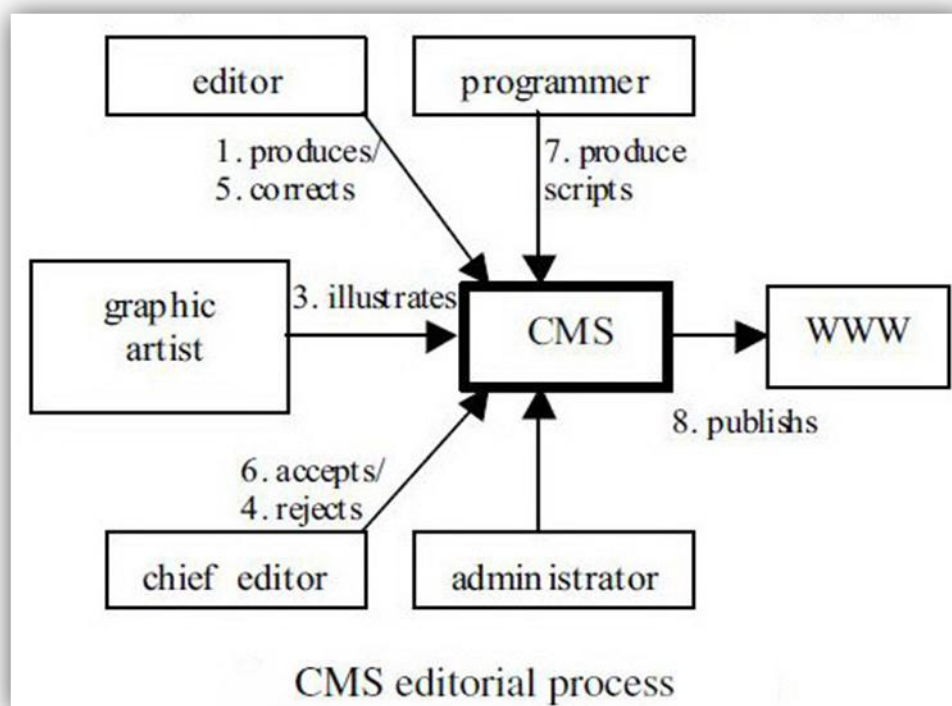 editor
programmer
1. produces/
5. corrects
7. produce
scripts
graphic
artist
3. illustrates
CMS
WWW
8. publishs
6. accepts/
4. rejects
chief editor
administrator
CMS editorial process